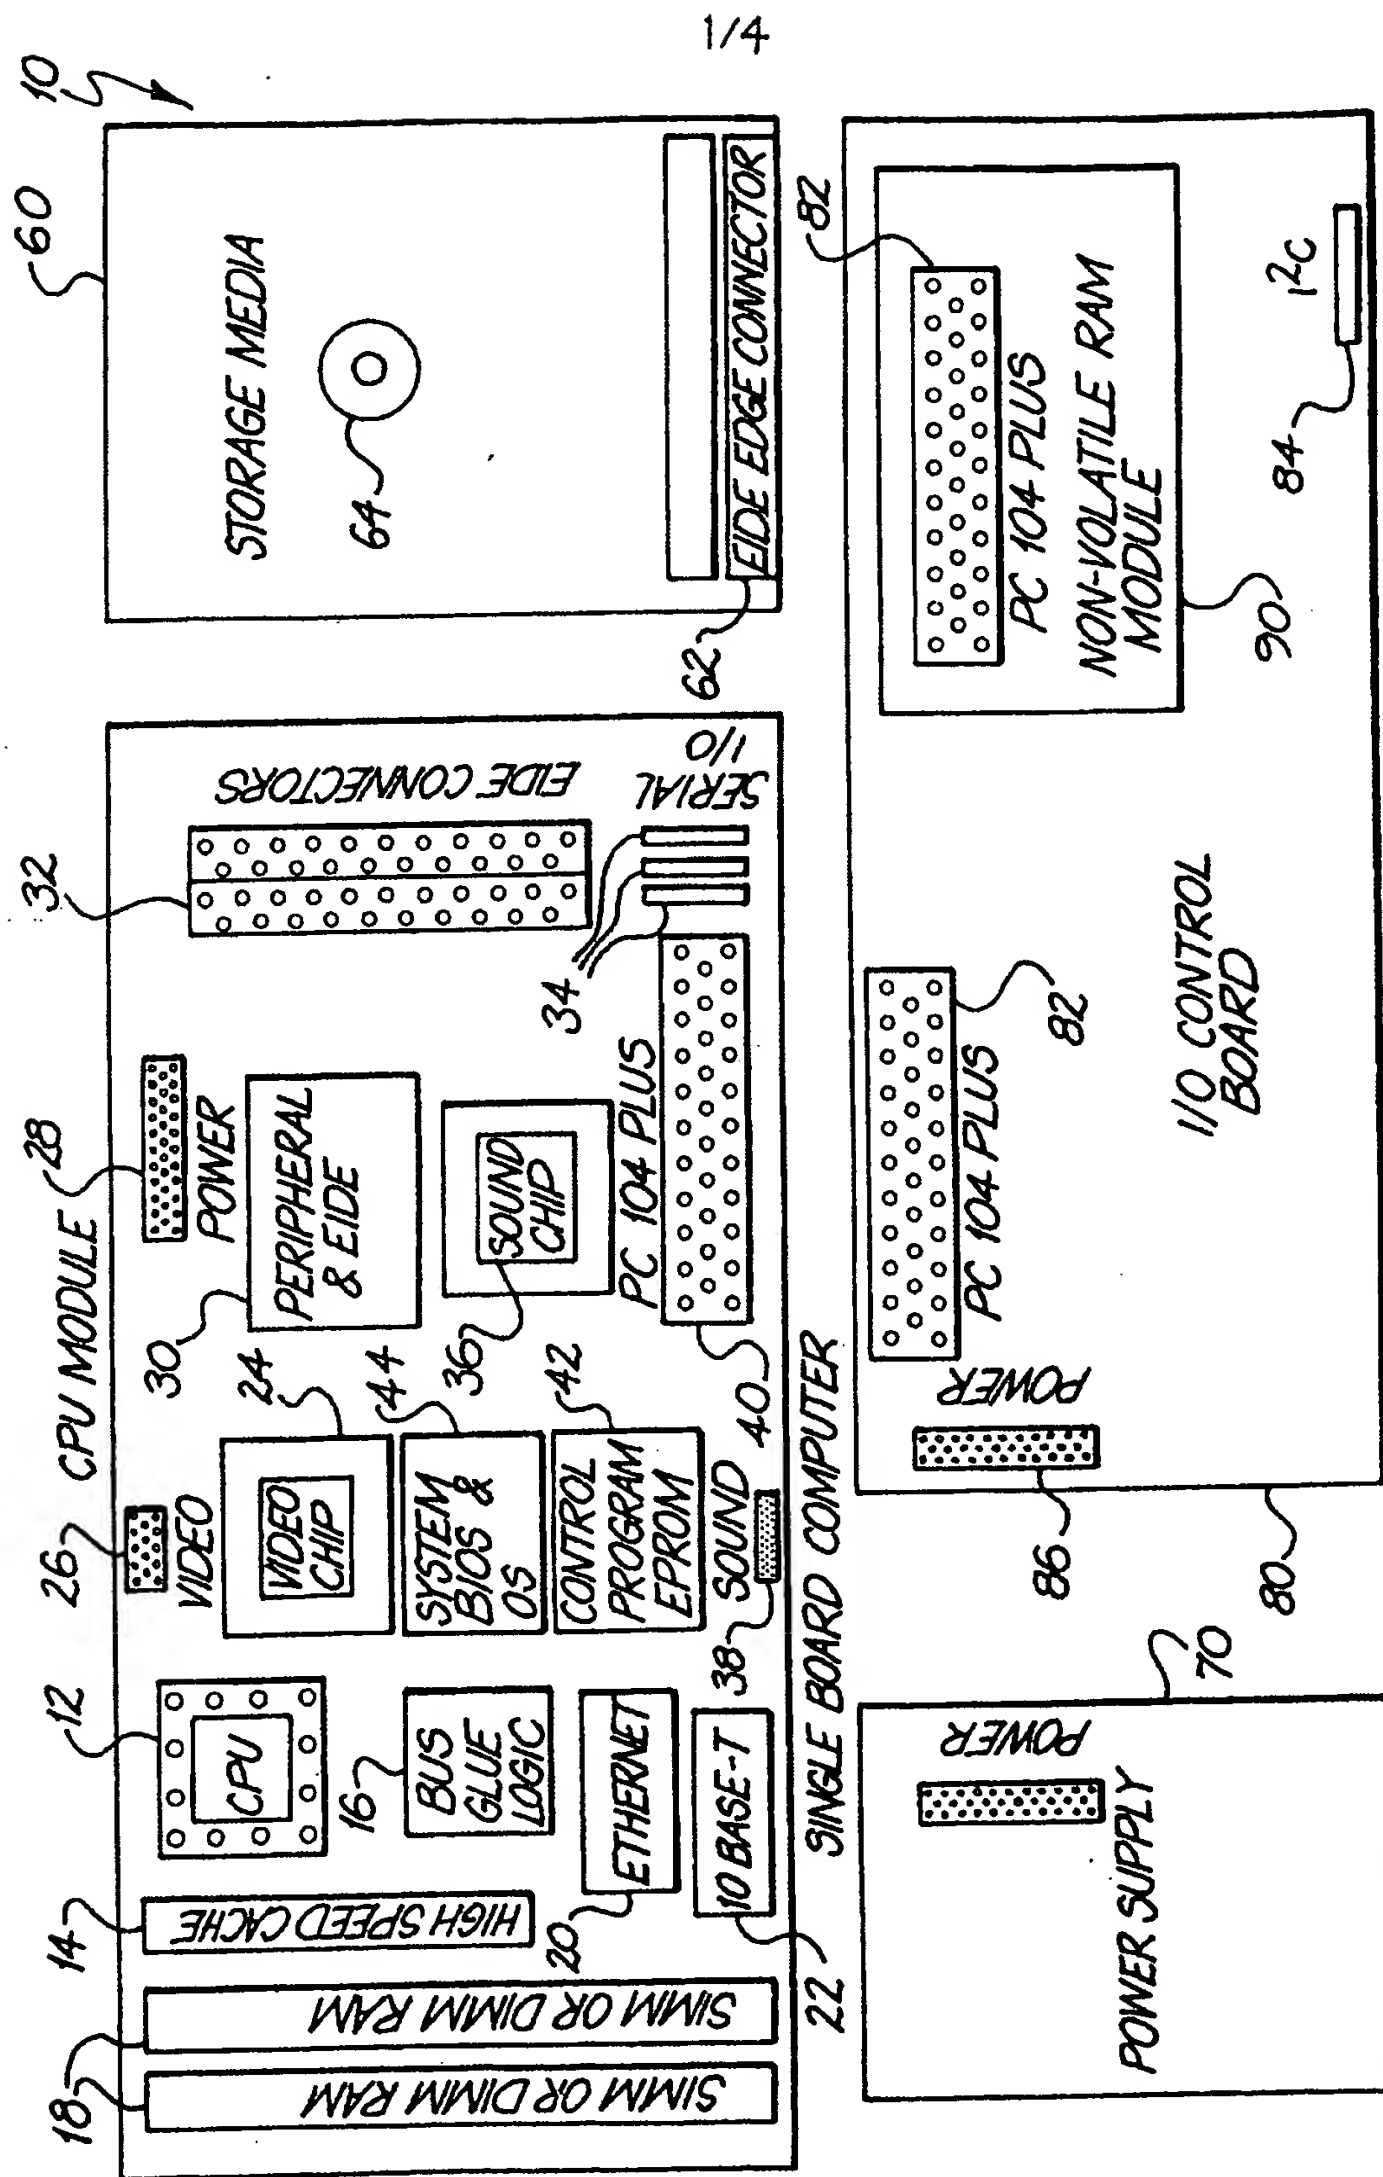 1/4
10
60
STORAGE MEDIA
64
EIDE EDGE CONNECTOR
62
CPU MODULE
18
SIMM OR DIMM RAM
SIMM OR DIMM RAM
14
HIGH SPEED CACHE
12
CPU
16
BUS
GLUE
LOGIC
20
ETHERNET
22
10 BASE-T
26
VIDEO
24
VIDEO
CHIP
44
SYSTEM
BIOS &
OS
42
CONTROL
PROGRAM
EPROM
SOUND
38
28
POWER
30
PERIPHERAL
& EIDE
36
SOUND
CHIP
PC 104 PLUS
40
32
EIDE CONNECTORS
34
SERIAL
I/O
SINGLE BOARD COMPUTER
70
POWER
POWER SUPPLY
80
86
POWER
PC 104 PLUS
82
I/O CONTROL
BOARD
82
PC 104 PLUS
NON-VOLATILE RAM
MODULE
90
84
I²C